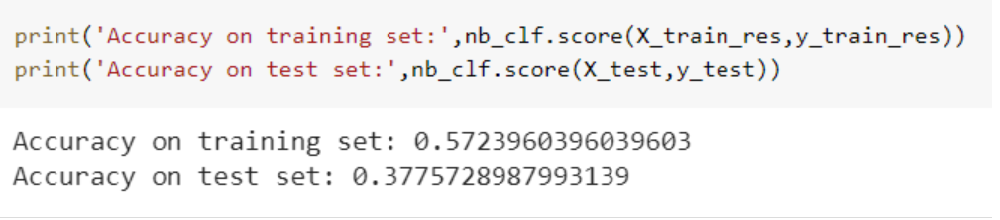 print('Accuracy on training set:',nb_clf.score(X_train_res,y_train_res))
print('Accuracy on test set:',nb_clf.score(X_test,y_test))
Accuracy on training set: 0.5723960396039603
Accuracy on test set: 0.3775728987993139